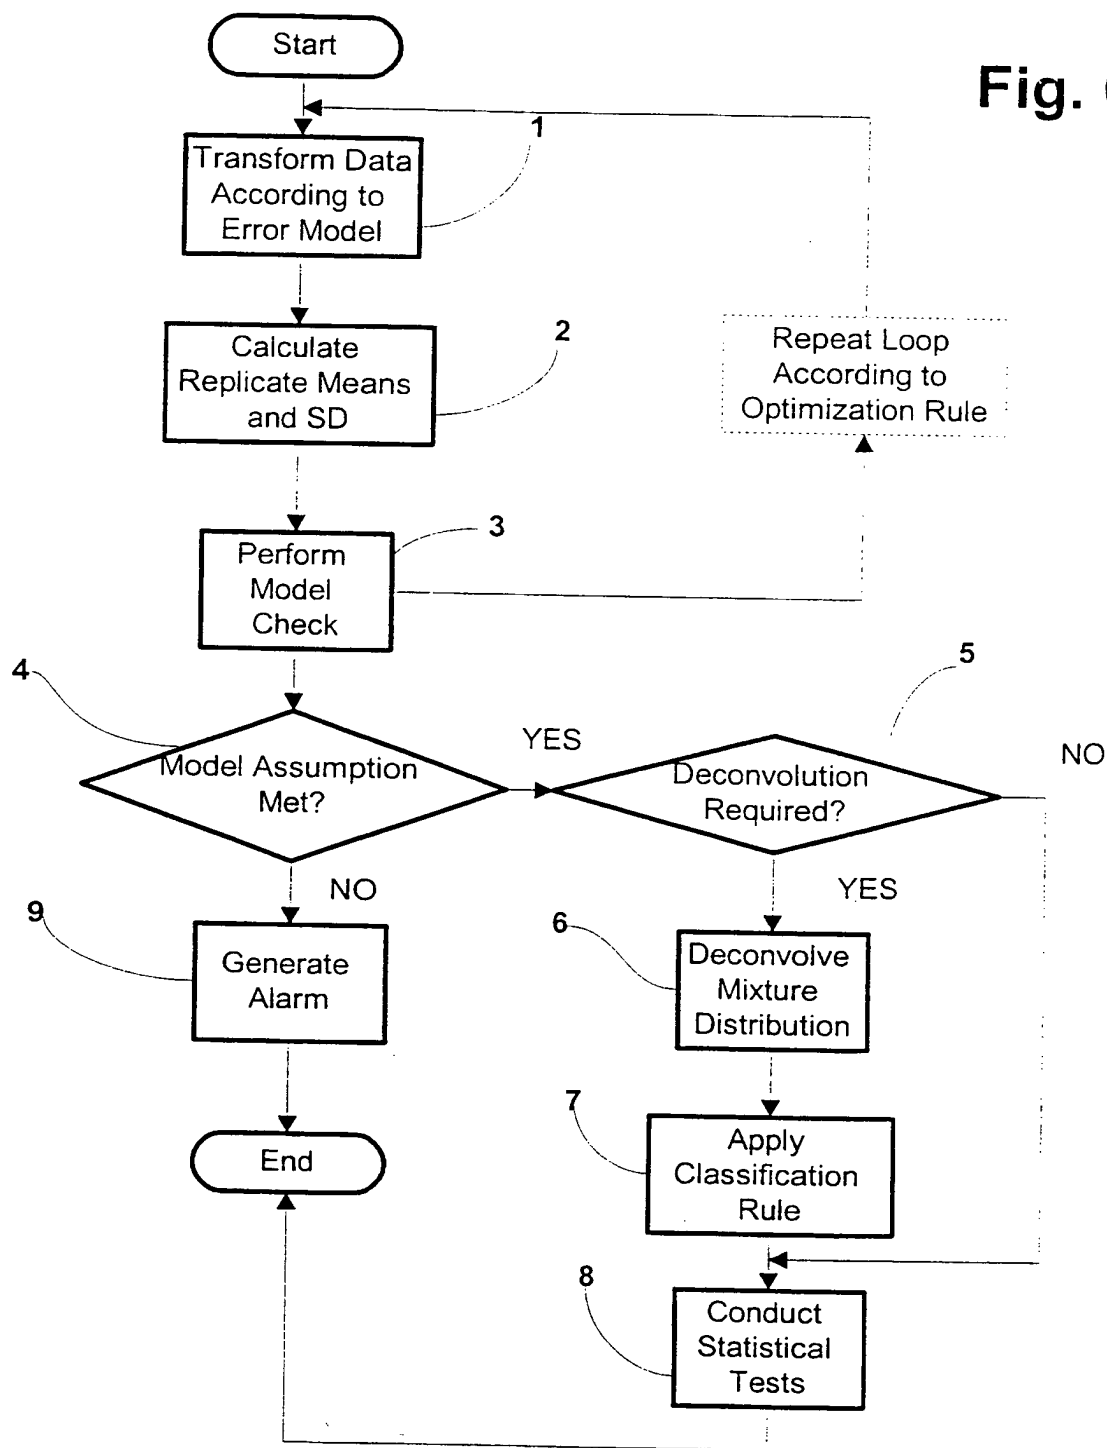 Start
Fig.
1
Transform Data
According to
Error Model
2
Calculate
Replicate Means
and SD
Repeat Loop
According to
Optimization Rule
3
Perform
Model
Check
4
Model Assumption
Met?
YES
5
Deconvolution
Required?
NO
NO
YES
9
Generate
Alarm
6
Deconvolve
Mixture
Distribution
7
Apply
Classification
Rule
End
8
Conduct
Statistical
Tests